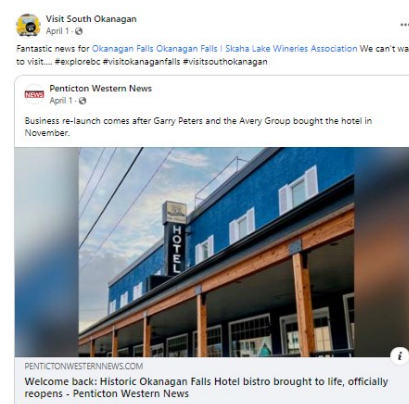 Visit South Okanagan
April 1 ·
Fantastic news for Okanagan Falls Okanagan Falls | Skaha Lake Wineries Association We can't wa
to visit.... #explorebc #visitokanaganfalls #visitsouthokanagan
NEWS
Penticton Western News
April 1 ·
Business re-launch comes after Garry Peters and the Avery Group bought the hotel in
November.
HOTEL
i
PENTICTONWESTERNNEWS.COM
Welcome back: Historic Okanagan Falls Hotel bistro brought to life, officially
reopens - Penticton Western News